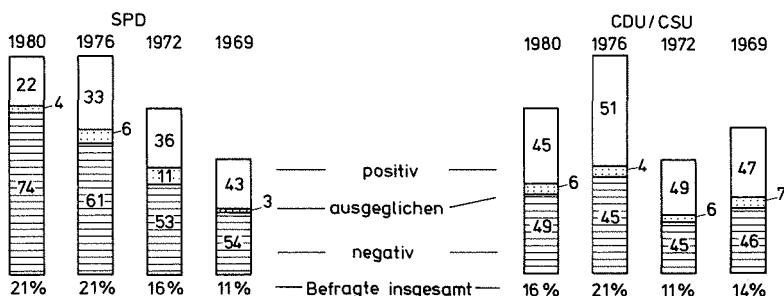 SPD CDU/CSU
1980 1976 1972 1969 1980 1976 1972 1969
22 4 33 6 36 11 43 3 45 6 51 4 49 6 47 7
positiv
ausgeglichen
74 61 53 54 49 45 45 46
negativ
21% 21% 16% 11% Befragte insgesamt 16% 21% 11% 14%